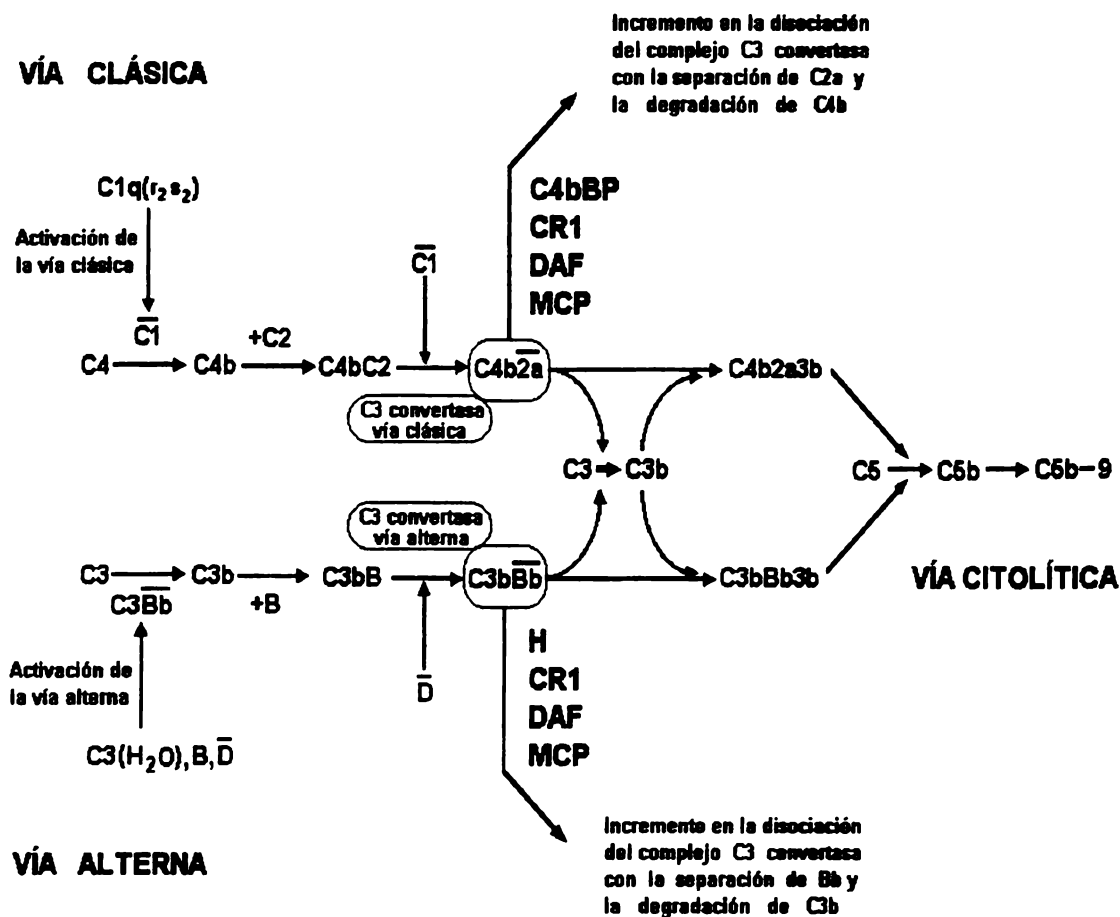 Incremento en la disociación
del complejo C3 convertasa
con la separación de C2a y
la degradación de C4b
VÍA CLÁSICA
C1q(r₂s₂)
Activación de
la vía clásica
C4bBP
CR1
DAF
MCP
C1̅
C1̅
+C2
C4
C4b
C4bC2
C4b2̅a̅
C4b2a3b
C3 convertasa
vía clásica
C3
C3b
C5
C5b
C5b-9
C3 convertasa
vía alterna
C3
C3b
C3bB
C3bB̅b̅
C3bBb3b
VÍA CITOLÍTICA
C3B̅b̅
+B
Activación de
la vía alterna
D̅
H
CR1
DAF
MCP
C3(H₂O),B,D̅
Incremento en la disociación
del complejo C3 convertasa
con la separación de Bb y
la degradación de C3b
VÍA ALTERNA